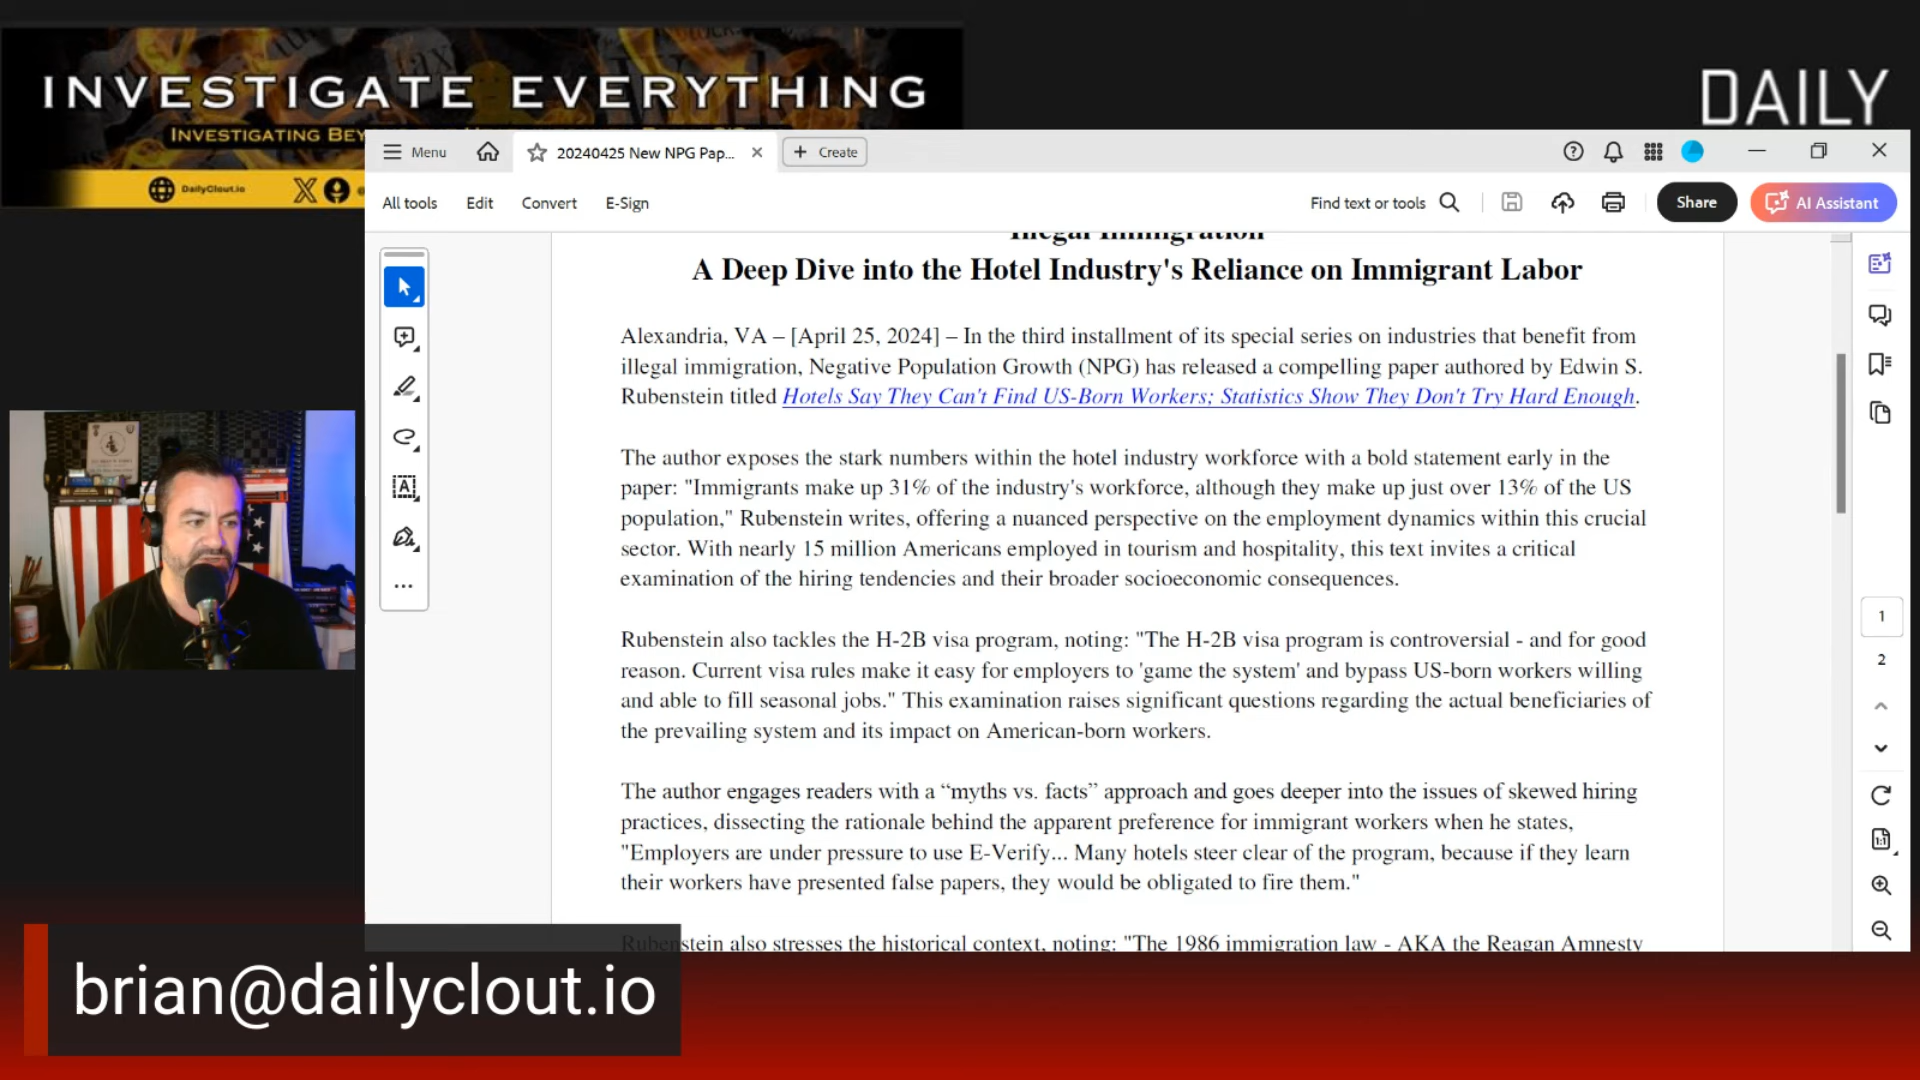 INVESTIGATE EVERYTHING
INVESTIGATING BEY
DailyClout.io
DAILY
Menu
20240425 New NPG Pap...
Create
All tools
Edit
Convert
E-Sign
Find text or tools
Share
AI Assistant
Illegal Immigration
A Deep Dive into the Hotel Industry's Reliance on Immigrant Labor
Alexandria, VA – [April 25, 2024] – In the third installment of its special series on industries that benefit from
illegal immigration, Negative Population Growth (NPG) has released a compelling paper authored by Edwin S.
Rubenstein titled Hotels Say They Can't Find US-Born Workers; Statistics Show They Don't Try Hard Enough.
The author exposes the stark numbers within the hotel industry workforce with a bold statement early in the
paper: "Immigrants make up 31% of the industry's workforce, although they make up just over 13% of the US
population," Rubenstein writes, offering a nuanced perspective on the employment dynamics within this crucial
sector. With nearly 15 million Americans employed in tourism and hospitality, this text invites a critical
examination of the hiring tendencies and their broader socioeconomic consequences.
Rubenstein also tackles the H-2B visa program, noting: "The H-2B visa program is controversial - and for good
reason. Current visa rules make it easy for employers to 'game the system' and bypass US-born workers willing
and able to fill seasonal jobs." This examination raises significant questions regarding the actual beneficiaries of
the prevailing system and its impact on American-born workers.
The author engages readers with a “myths vs. facts” approach and goes deeper into the issues of skewed hiring
practices, dissecting the rationale behind the apparent preference for immigrant workers when he states,
"Employers are under pressure to use E-Verify... Many hotels steer clear of the program, because if they learn
their workers have presented false papers, they would be obligated to fire them."
Rubenstein also stresses the historical context, noting: "The 1986 immigration law - AKA the Reagan Amnesty
1
2
brian@dailyclout.io